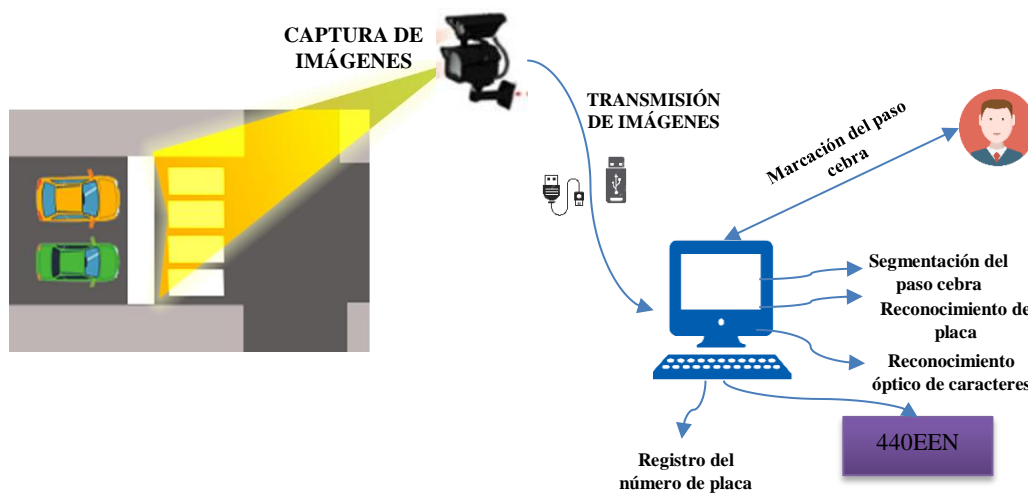 CAPTURA DE
IMÁGENES
TRANSMISIÓN
DE IMÁGENES
Marcación del paso
cebra
Segmentación del
paso cebra
Reconocimiento de
placa
Reconocimiento
óptico de caracteres
440EEN
Registro del
número de placa